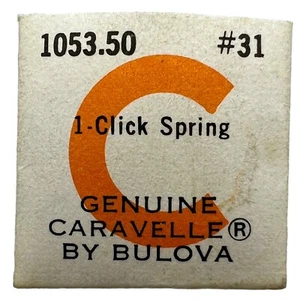 1053.50 #31
1-Click Spring
GENUINE
CARAVELLE®
BY BULOVA